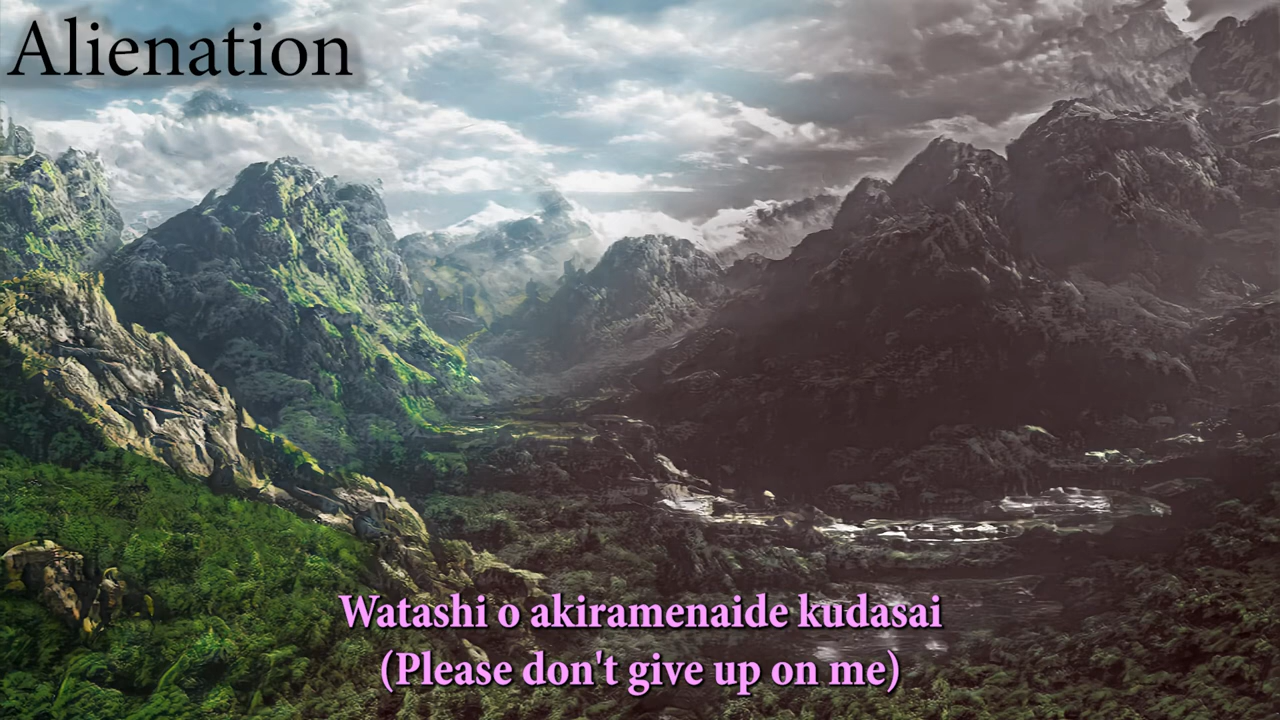 Alienation
Watashi o akiramenaide kudasai
(Please don't give up on me)